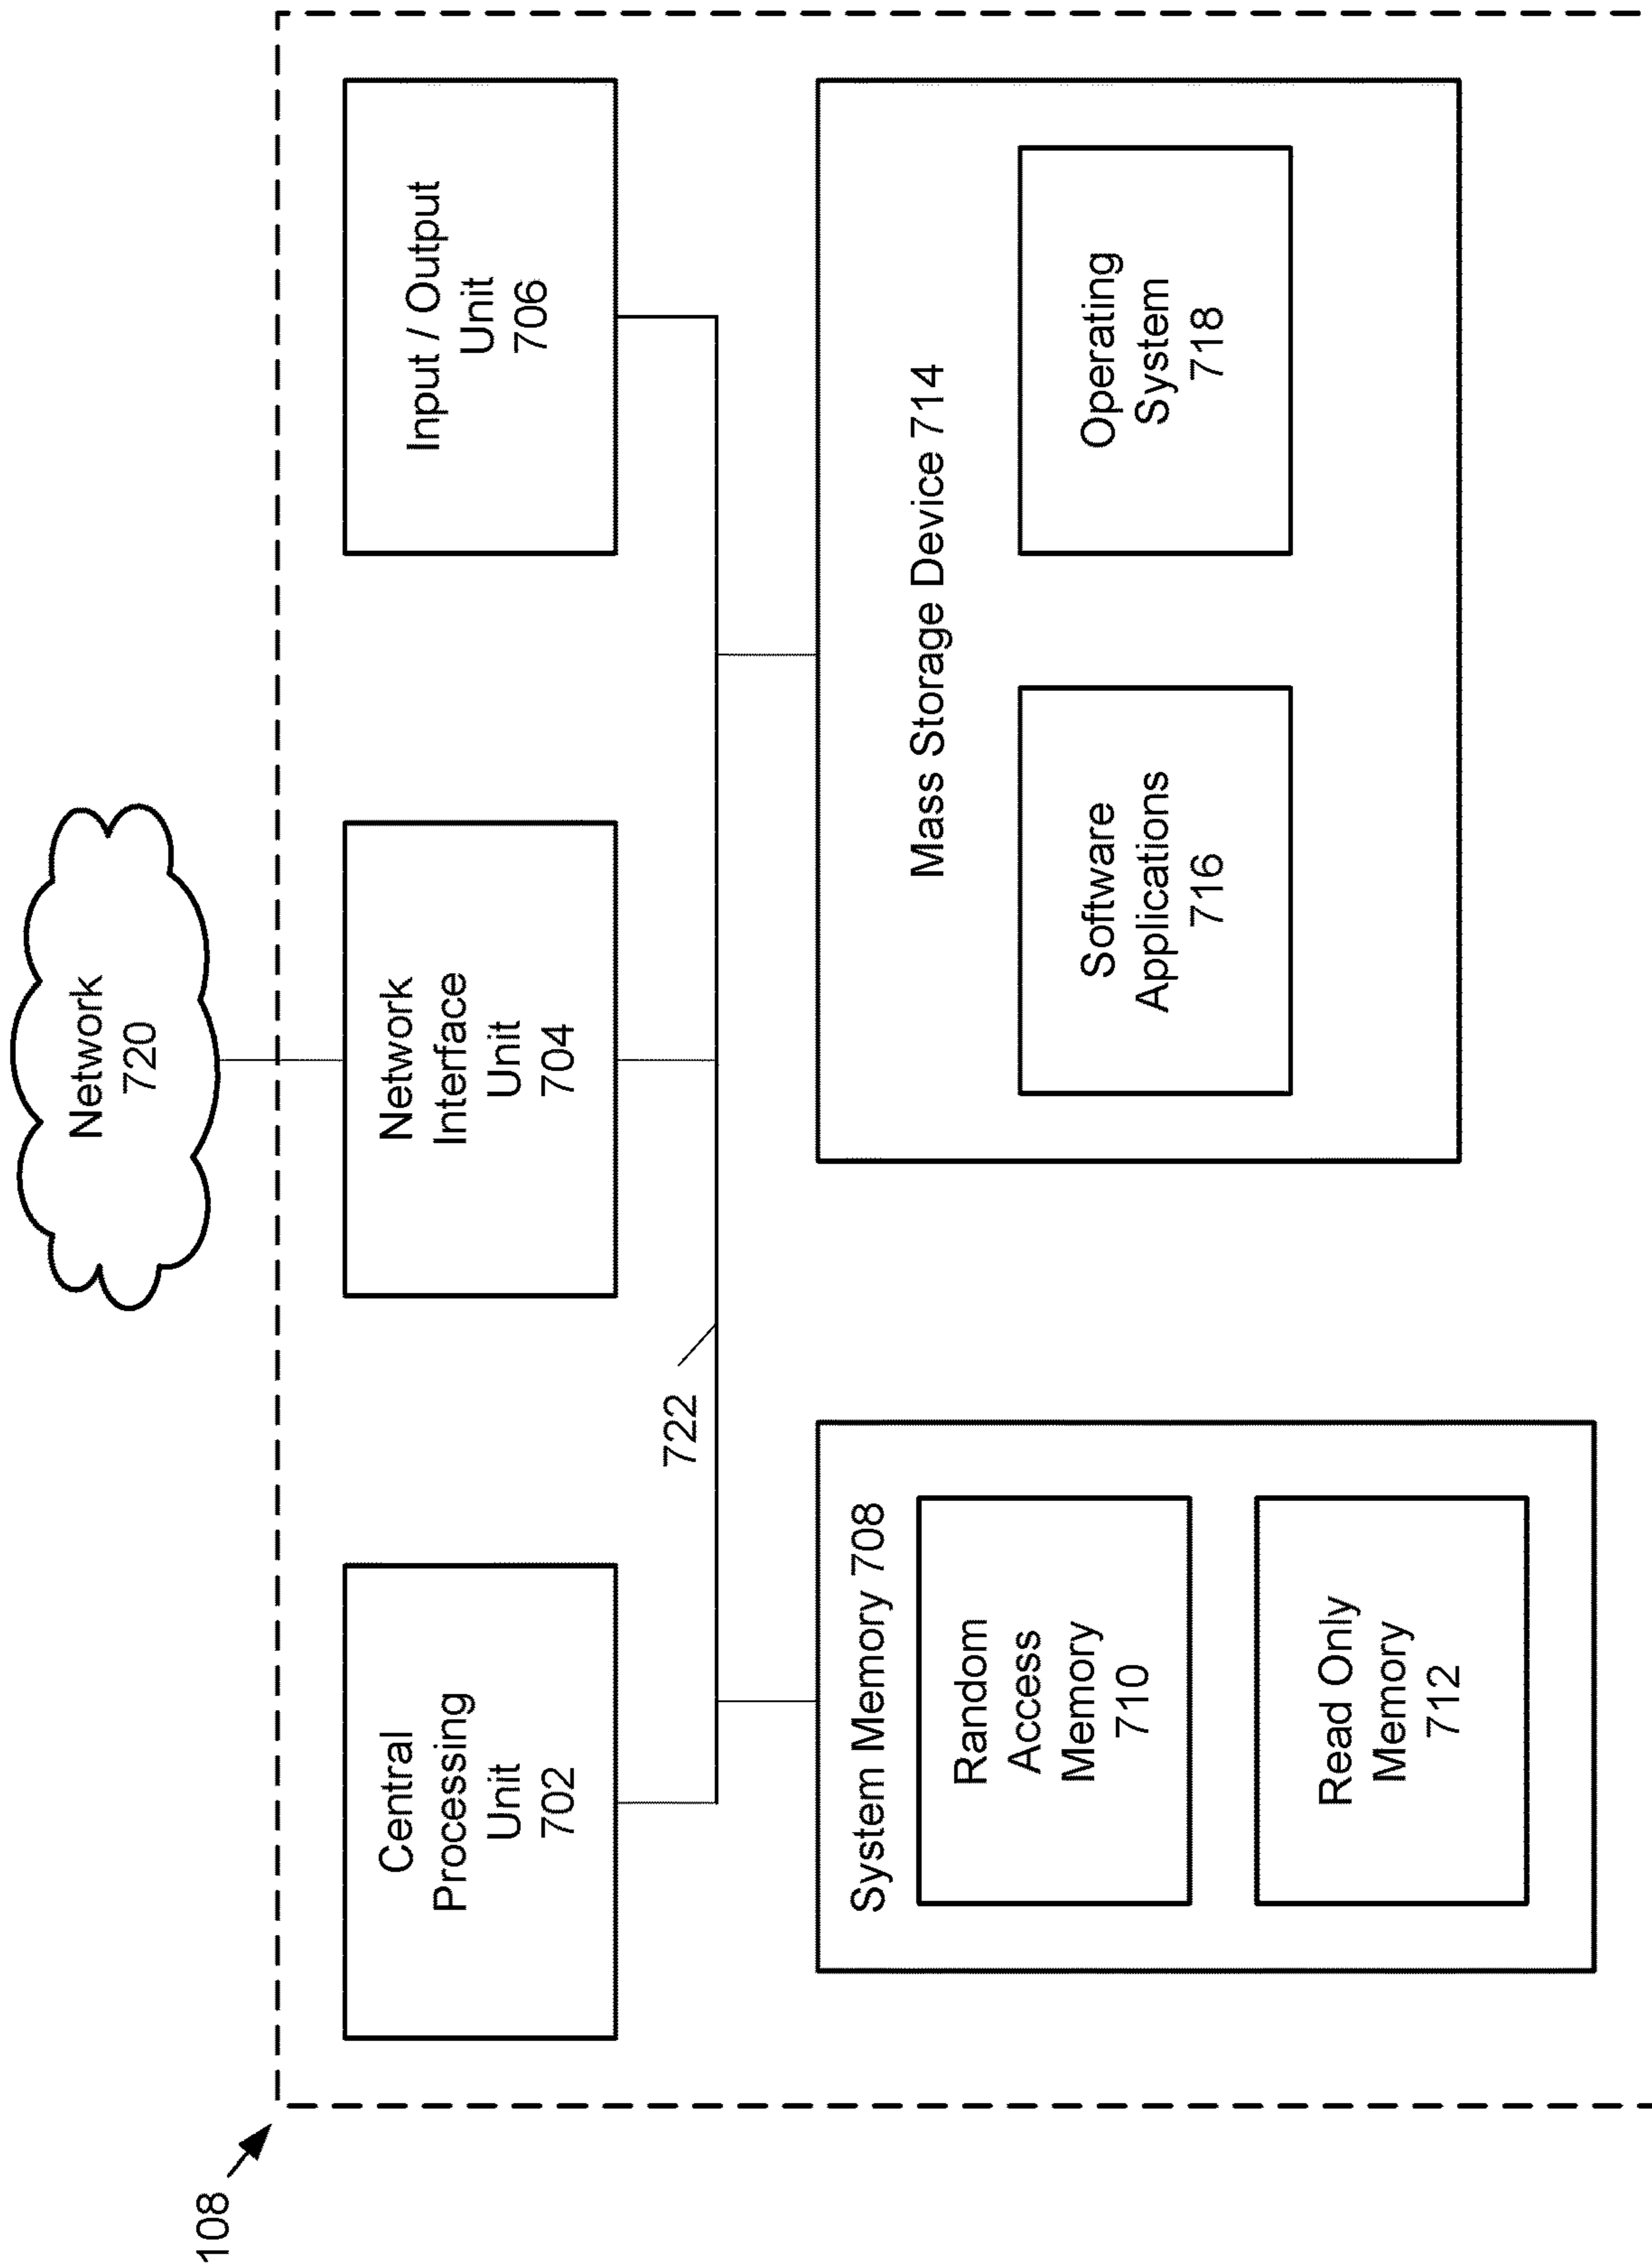 108
Network
720
Central
Processing
Unit
702
Network
Interface
Unit
704
Input / Output
Unit
706
722
System Memory 708
Random
Access
Memory
710
Read Only
Memory
712
Mass Storage Device 714
Software
Applications
716
Operating
System
718